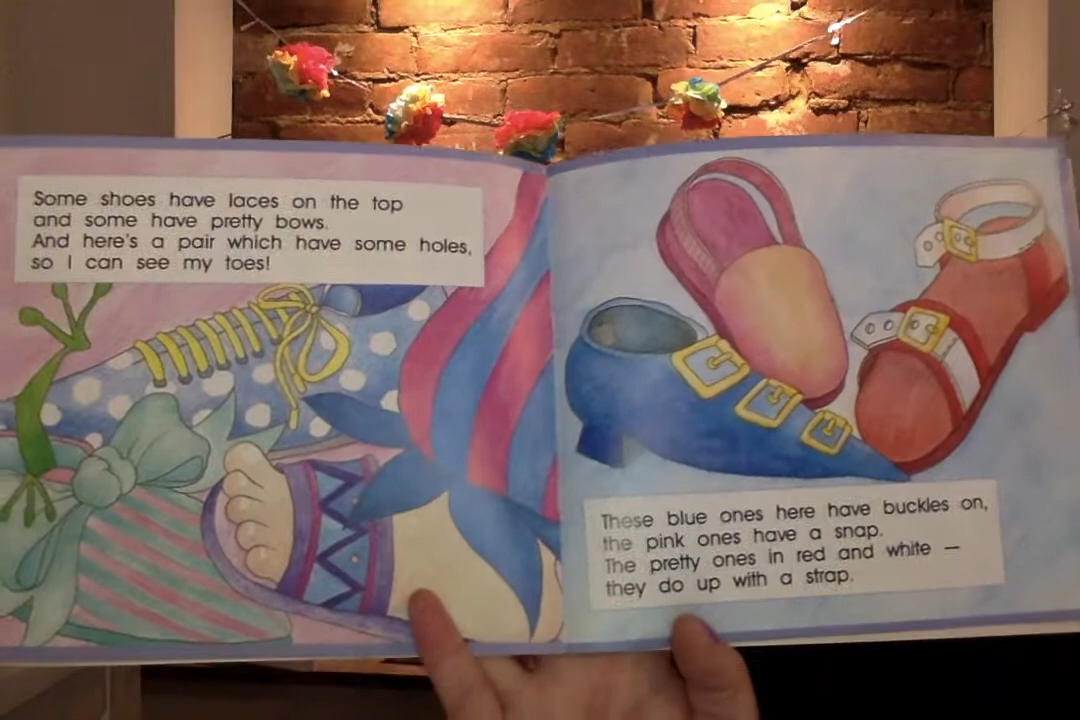 Some shoes have laces on the top
and some have pretty bows.
And here's a pair which have some holes,
so I can see my toes!
These blue ones here have buckles on,
the pink ones have a snap.
The pretty ones in red and white —
they do up with a strap.